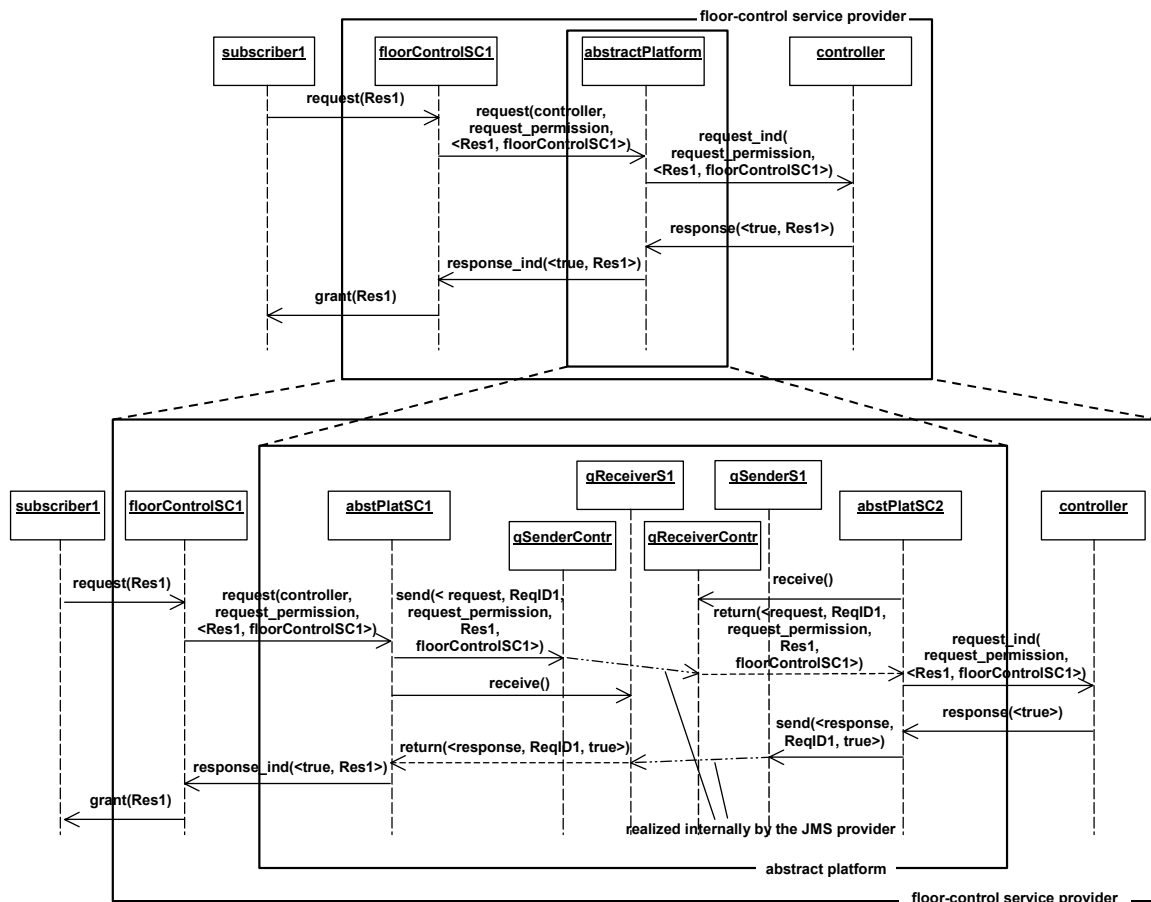 floor-control service provider
subscriber1
floorControlSC1
abstractPlatform
controller
request(Res1)
request(controller,
request_permission,
<Res1, floorControlSC1>)
request_ind(
request_permission,
<Res1, floorControlSC1>)
response(<true, Res1>)
response_ind(<true, Res1>)
grant(Res1)
subscriber1
floorControlSC1
abstPlatSC1
qReceiverS1
qSenderS1
abstPlatSC2
controller
qSenderContr
qReceiverContr
request(Res1)
request(controller,
request_permission,
<Res1, floorControlSC1>)
send(< request, ReqID1,
request_permission,
Res1,
floorControlSC1>)
receive()
return(<request, ReqID1,
request_permission,
Res1,
floorControlSC1>)
request_ind(
request_permission,
<Res1, floorControlSC1>)
receive()
response(<true>)
send(<response,
ReqID1, true>)
return(<response, ReqID1, true>)
response_ind(<true, Res1>)
grant(Res1)
realized internally by the JMS provider
abstract platform
floor-control service provider